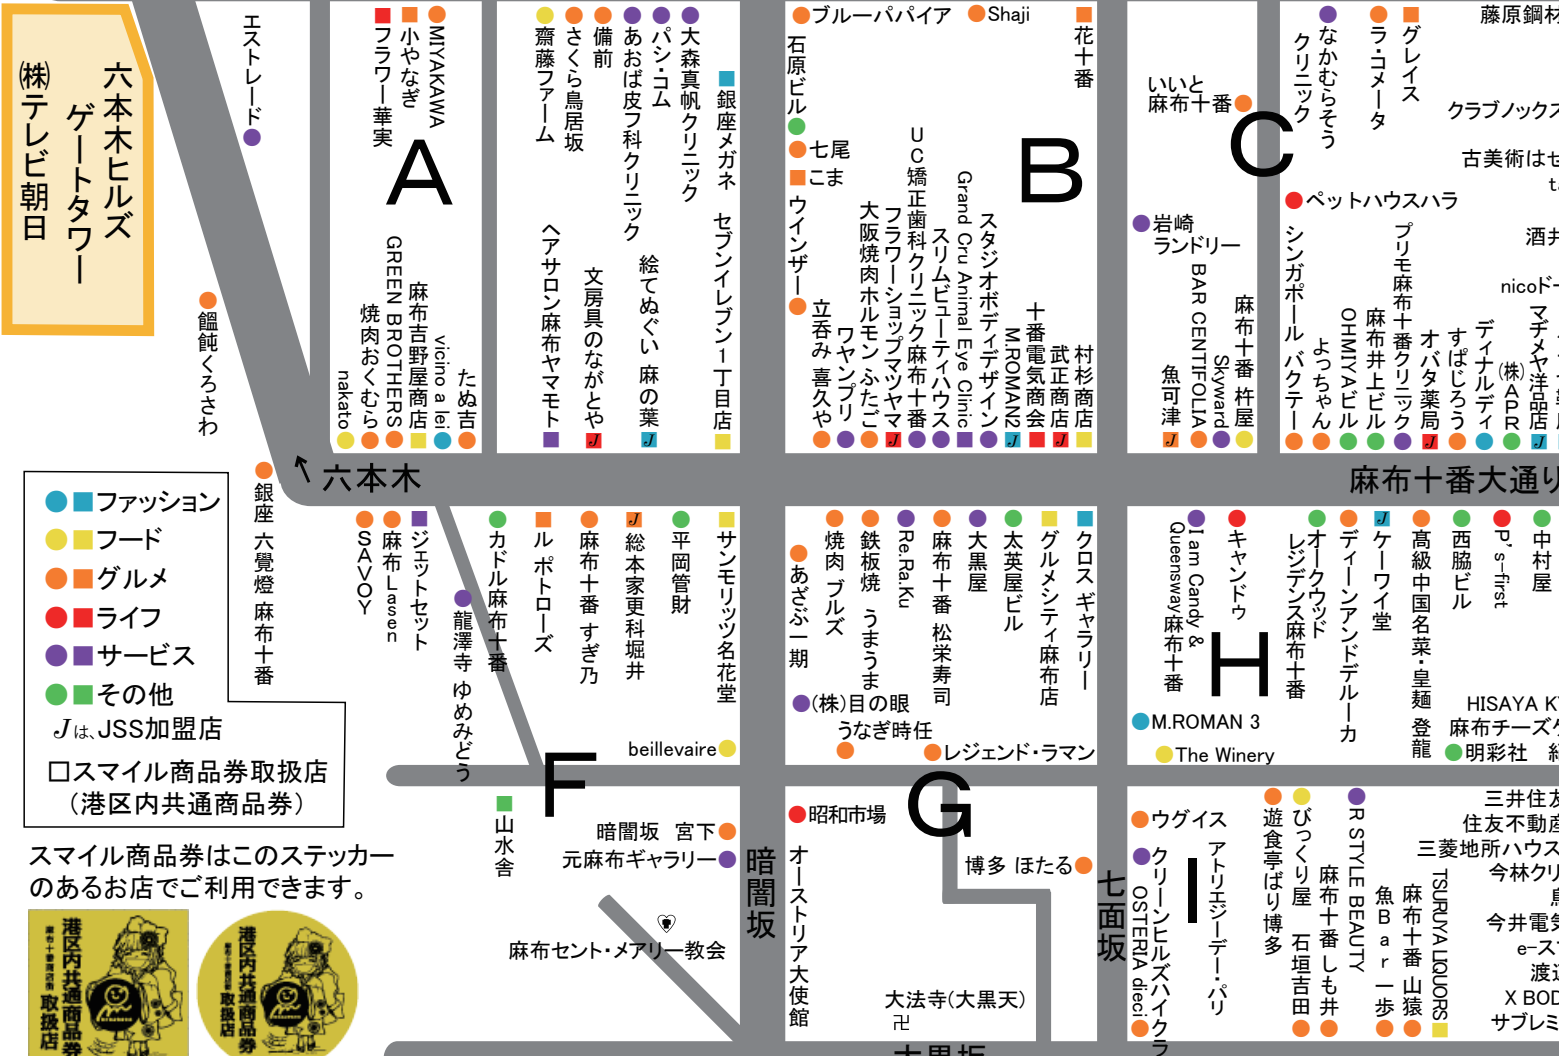 六本木ヒルズ
ゲートタワー
㈱テレビ朝日
エストレード
饂飩くろさわ
銀座 六覺燈 麻布十番
フラワー華実
小やなぎ
MIYAKAWA
A
nakato
焼肉おくむら
GREEN BROTHERS
麻布吉野屋商店
vicino a lei
たぬ吉
齋藤ファーム
さくら鳥居坂
備前
あおば皮フ科クリニック
パシ・コム
大森真帆クリニック
銀座メガネ
ヘアサロン麻布ヤマモト
文房具のながとや
絵てぬぐい 麻の葉
セブンイレブン1丁目店
ブルーパパイア
Shaji
花十番
石原ビル
七尾
こま
ウインザー
B
立呑み 喜久や
ワヤンプリ
大阪焼肉ホルモン ふたご
フラワーショップマツヤマ
UC矯正歯科クリニック麻布十番
スリムビューティハウス
Grand Cru Animal Eye Clinic
スタジオボディデザイン
M.ROMAN2
十番電気商会
武正商店
村杉商店
いいと
麻布十番
C
岩崎
ランドリー
魚可津
BAR CENTIFOLIA
Skyward
麻布十番 杵屋
なかむらそう
クリニック
ラ・コメータ
グレイス
藤原鋼材
クラブノックス
古美術はせ
ペットハウスハラ
酒井
nicoドー
シンガポール バクテー
よっちゃん
OHMIYAビル
麻布井上ビル
プリモ麻布十番クリニック
オバタ薬局
すぱじろう
ディナルディ
㈱APR
マヂメヤ洋品店
↖六本木
麻布十番大通り
ファッション
フード
グルメ
ライフ
サービス
その他
Jは、JSS加盟店
□スマイル商品券取扱店
（港区内共通商品券）
スマイル商品券はこのステッカー
のあるお店でご利用できます。
港区内共通商品券
取扱店
港区内共通商品券
取扱店
SAVOY
麻布Lasen
ジェットセット
龍澤寺 ゆめみどう
カドル麻布十番
ル ポトローズ
麻布十番 すぎ乃
総本家更科堀井
平岡管財
サンモリッツ名花堂
beillevaire
F
山水舎
暗闇坂 宮下
元麻布ギャラリー
麻布セント・メアリー教会
暗闇坂
あざぶ一期
焼肉 ブルズ
鉄板焼 うまうま
Re.Ra.Ku
麻布十番 松栄寿司
大黒屋
太英屋ビル
グルメシティ麻布店
クロス ギャラリー
(株)目の眼
うなぎ時任
レジェンド・ラマン
G
昭和市場
オーストリア大使館
博多 ほたる
大法寺(大黒天)
卍
大黒坂
七面坂
I am Candy &
Queensway麻布十番
キャンドゥ
H
M.ROMAN 3
The Winery
オークウッド
レジデンス麻布十番
ディーンアンドデルーカ
ケーワイ堂
高級中国名菜・皇麺 登龍
西脇ビル
P's-first
中村屋
HISAYA K
麻布チーズ
明彩社
ウグイス
クリーンヒルズハイクラ
OSTERIA dieci
I
アトリエジーデー・パリ
遊食亭ばり博多
びっくり屋
石垣吉田
麻布十番 しも井
R STYLE BEAUTY
魚Bar一歩
麻布十番 山猿
TSURUYA LIQUORS
三井住友
住友不動産
三菱地所ハウス
今林クリ
今井電気
e-ス
渡辺
X BOD
サブレミ